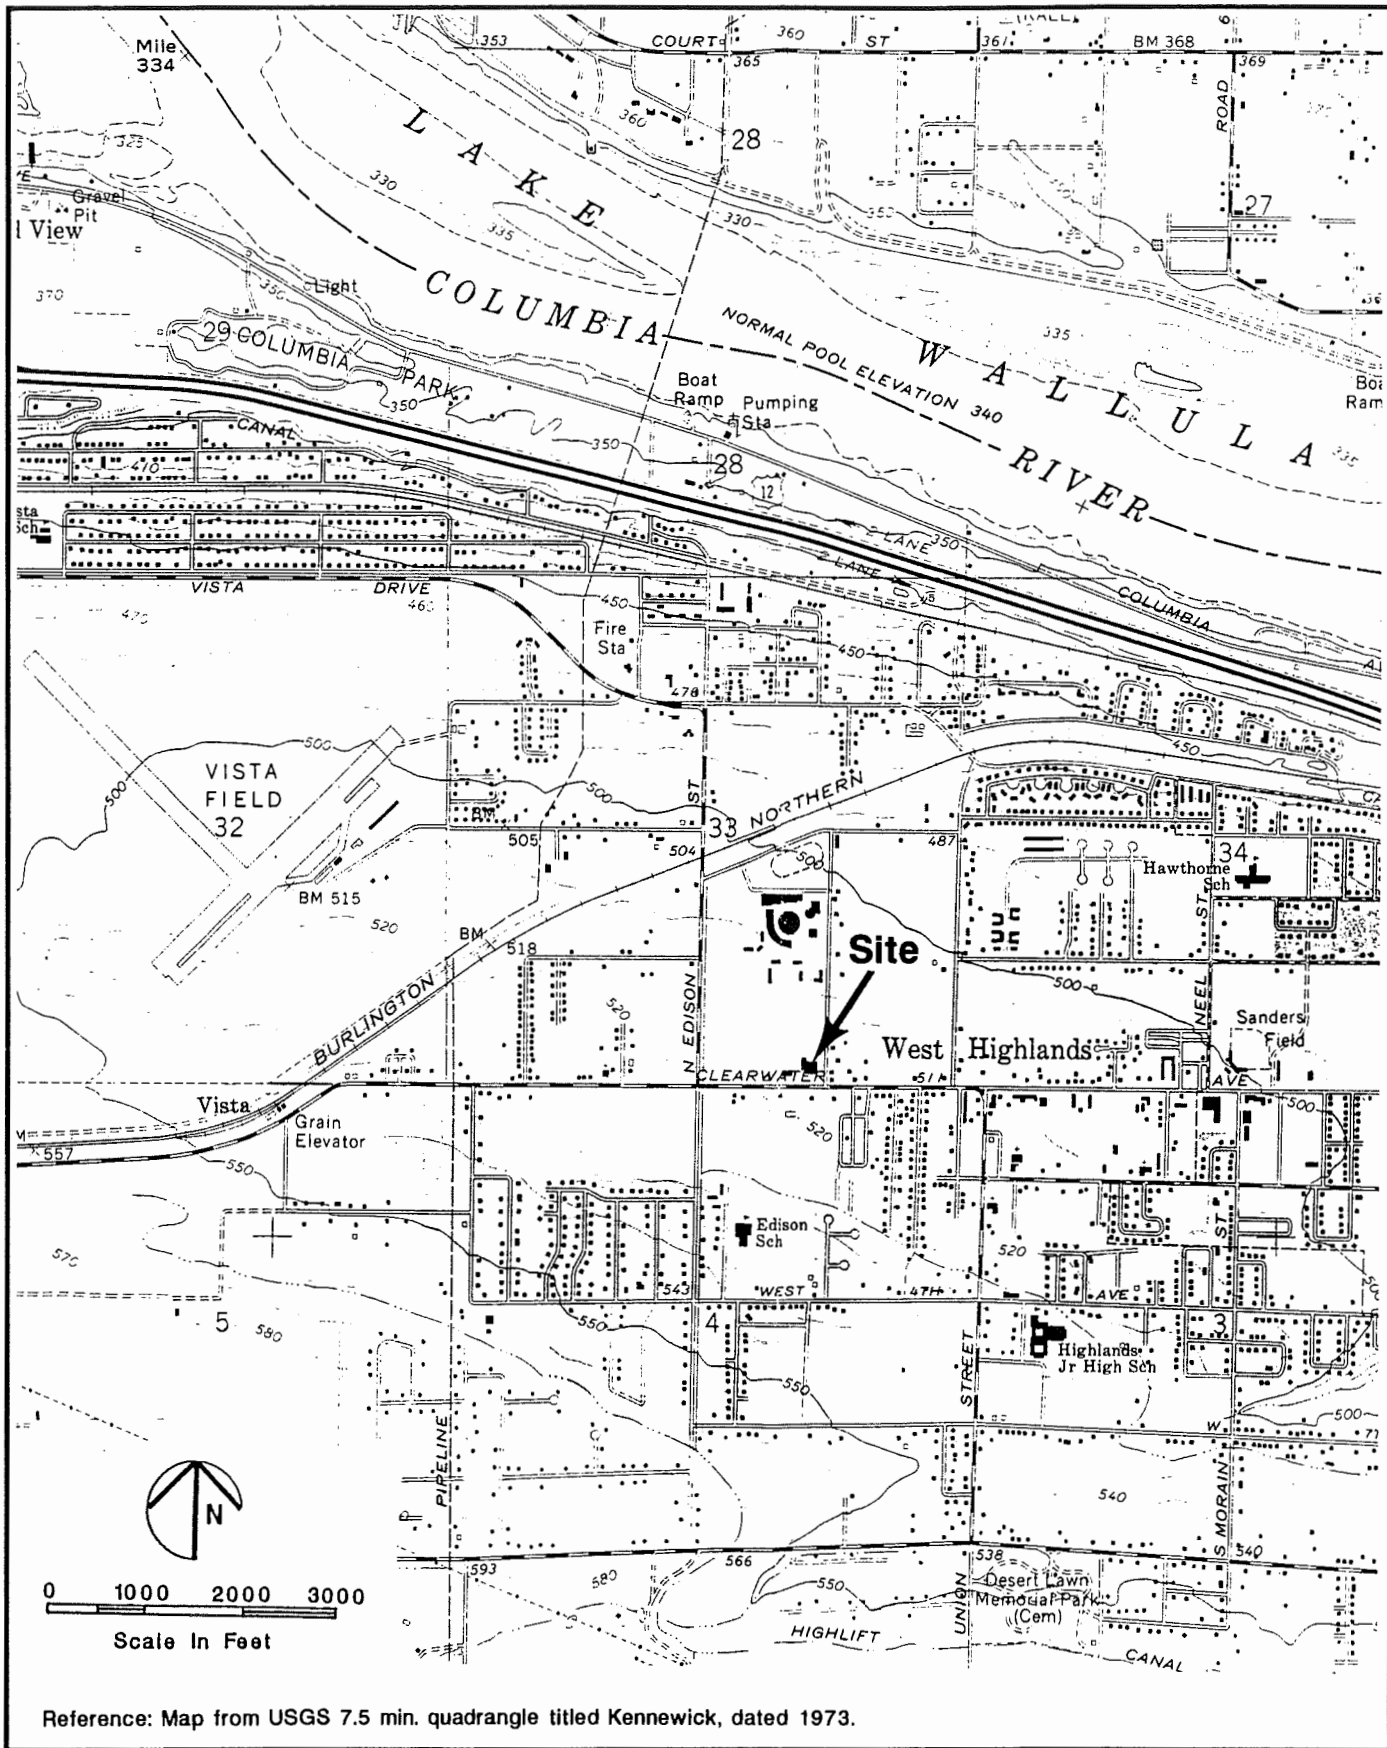 Mile
334
353
COURT
360
ST
361
BM 368
365
369
ROAD
325
360
28
LAKE
330
335
330
353
27
Gravel
Pit
View
370
350
Light
COLUMBIA
NORMAL POOL ELEVATION 340
335
WALLULA
335
29
COLUMBIA
PARK
350
Boat
Ramp
Pumping
Sta
CANAL
410
350
28
12
RIVER
Sch
2 LANE
350
2 LANE
VISTA
DRIVE
COLUMBIA
450
Fire
Sta
450
476
500
ST
500
NORTHERN
450
VISTA
FIELD
32
500
BM
505
33
504
500
487
34
Hawthorne
Sch
BM 515
520
BM
518
Site
ST
500
BURLINGTON
520
N EDISON
NEEL
Sanders
Field
West Highlands
CLEARWATER
511
AVE
500
Vista
Grain
Elevator
557
550
520
Edison
Sch
520
ST
570
543
WEST
4TH
AVE
5
580
550
4
3
Highlands
Jr High Sch
550
STREET
W
500
PIPELINE
540
S MORAIN
N
593
580
566
538
540
550
UNION
Desert Lawn
Memorial Park
(Cem)
HIGHLIFT
CANAL
0 1000 2000 3000
Scale In Feet
Reference: Map from USGS 7.5 min. quadrangle titled Kennewick, dated 1973.